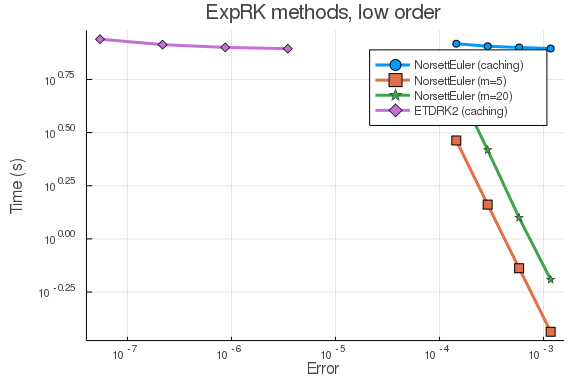 ExpRK methods, low order
NorsettEuler (caching)
NorsettEuler (m=5)
NorsettEuler (m=20)
ETDRK2 (caching)
Time (s)
10^0.75
10^0.50
10^0.25
10^0.00
10^-0.25
10^-7
10^-6
10^-5
10^-4
10^-3
Error